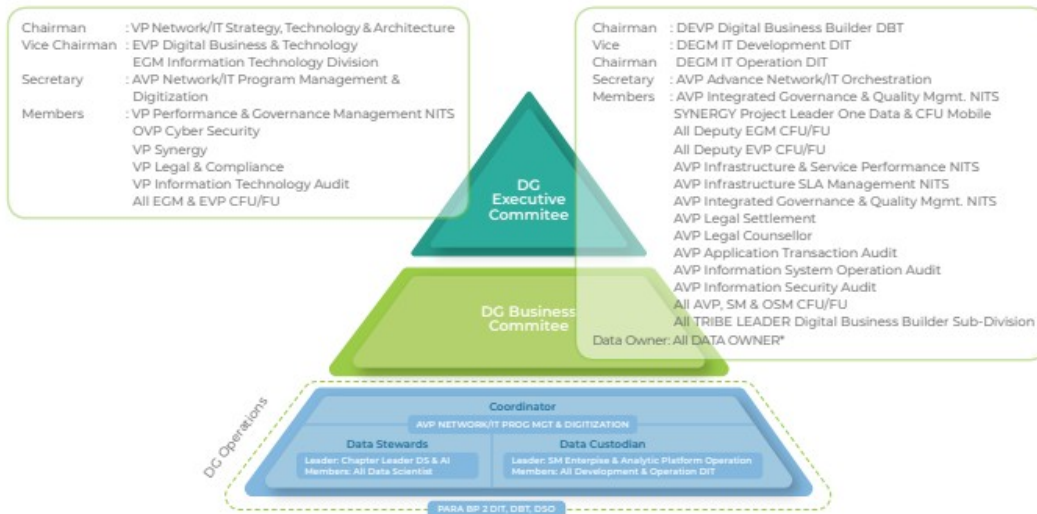 Chairman : VP Network/IT Strategy, Technology & Architecture
Vice Chairman : EVP Digital Business & Technology
EGM Information Technology Division
Secretary : AVP Network/IT Program Management &
Digitization
Members : VP Performance & Governance Management NITS
OVP Cyber Security
VP Synergy
VP Legal & Compliance
VP Information Technology Audit
All EGM & EVP CFU/FU
Chairman : DEVP Digital Business Builder DBT
Vice : DEGM IT Development DIT
Chairman DEGM IT Operation DIT
Secretary : AVP Advance Network/IT Orchestration
Members : AVP Integrated Governance & Quality Mgmt. NITS
SYNERGY Project Leader One Data & CFU Mobile
All Deputy EGM CFU/FU
All Deputy EVP CFU/FU
AVP Infrastructure & Service Performance NITS
AVP Infrastructure SLA Management NITS
AVP Integrated Governance & Quality Mgmt. NITS
AVP Legal Settlement
AVP Legal Counsellor
AVP Application Transaction Audit
AVP Information System Operation Audit
AVP Information Security Audit
All AVP, SM & OSM CFU/FU
All TRIBE LEADER Digital Business Builder Sub-Division
Data Owner: All DATA OWNER*
DG
Executive
Commitee
DG Business
Commitee
DG Operations
Coordinator
AVP NETWORK/IT PROG MGT & DIGITIZATION
Data Stewards
Leader: Chapter Leader DS & AI
Members: All Data Scientist
Data Custodian
Leader: SM Enterpise & Analytic Platform Operation
Members: All Development & Operation DIT
PARA BP 2 DIT, DBT, DSO